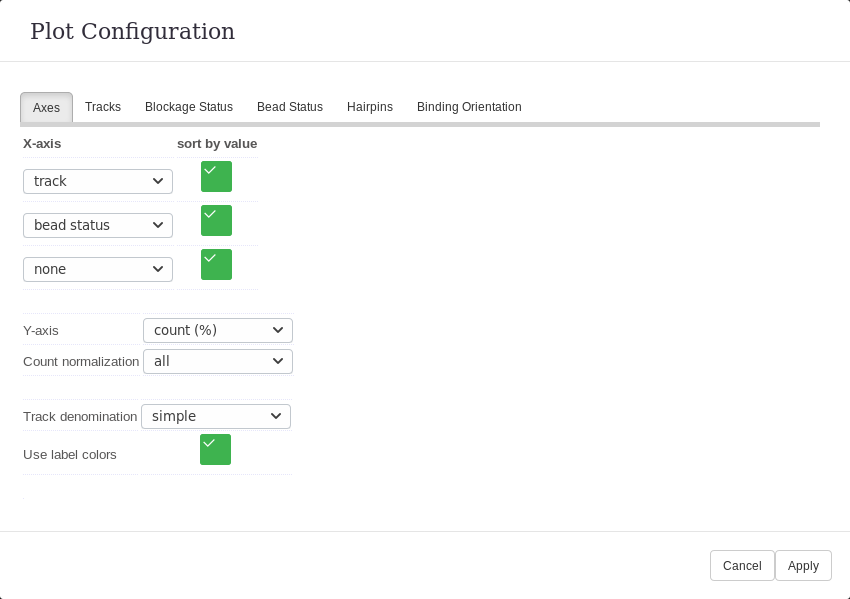 Plot Configuration
Axes Tracks Blockage Status Bead Status Hairpins Binding Orientation
X-axis sort by value
track
bead status
none
Y-axis count (%)
Count normalization all
Track denomination simple
Use label colors
Cancel Apply